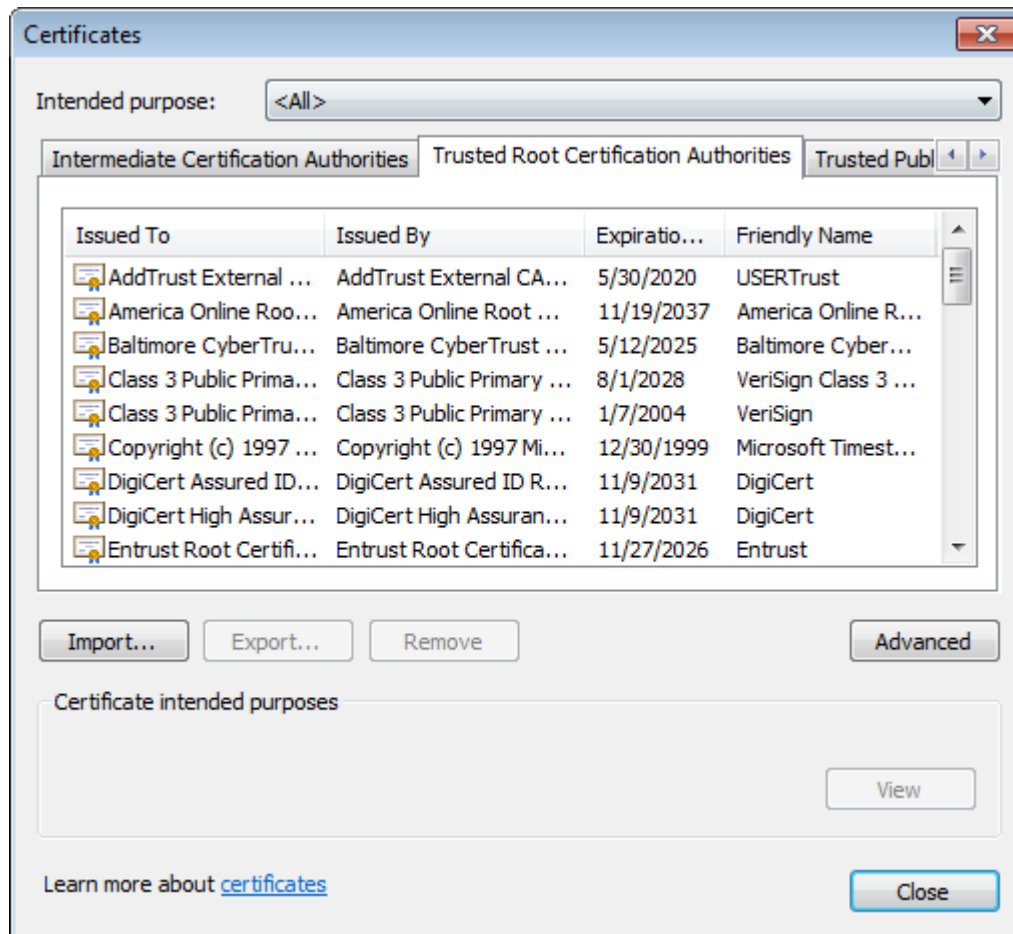 Certificates
Intended purpose: <All>
Intermediate Certification Authorities Trusted Root Certification Authorities Trusted Publ
Issued To Issued By Expiratio... Friendly Name
AddTrust External ... AddTrust External CA... 5/30/2020 USERTrust
America Online Roo... America Online Root ... 11/19/2037 America Online R...
Baltimore CyberTru... Baltimore CyberTrust ... 5/12/2025 Baltimore Cyber...
Class 3 Public Prima... Class 3 Public Primary ... 8/1/2028 VeriSign Class 3 ...
Class 3 Public Prima... Class 3 Public Primary ... 1/7/2004 VeriSign
Copyright (c) 1997 ... Copyright (c) 1997 Mi... 12/30/1999 Microsoft Timest...
DigiCert Assured ID... DigiCert Assured ID R... 11/9/2031 DigiCert
DigiCert High Assur... DigiCert High Assuran... 11/9/2031 DigiCert
Entrust Root Certifi... Entrust Root Certifica... 11/27/2026 Entrust
Import... Export... Remove Advanced
Certificate intended purposes
View
Learn more about certificates
Close